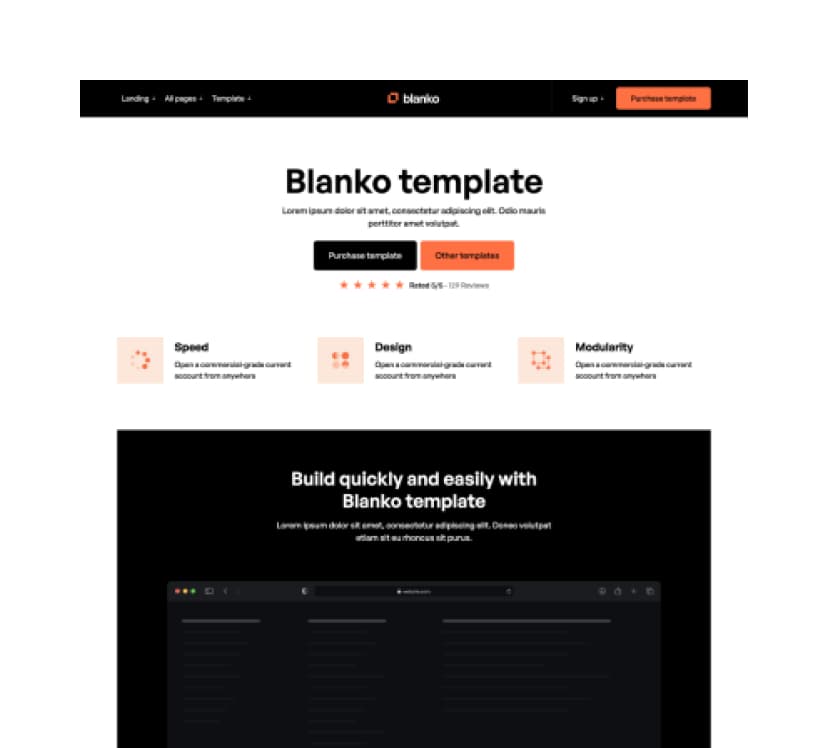 Landing + All pages + Template +
blanko
Sign up +
Purchase template
Blanko template
Lorem ipsum dolor sit amet, consectetur adipiscing elit. Odio mauris
porttitor amet volutpat.
Purchase template
Other templates
Rated 5/5 - 129 Reviews
Speed
Open a commercial-grade current
account from anywhere
Design
Open a commercial-grade current
account from anywhere
Modularity
Open a commercial-grade current
account from anywhere
Build quickly and easily with
Blanko template
Lorem ipsum dolor sit amet, consectetur adipiscing elit. Donec volutpat
etiam sit eu rhoncus sit purus.